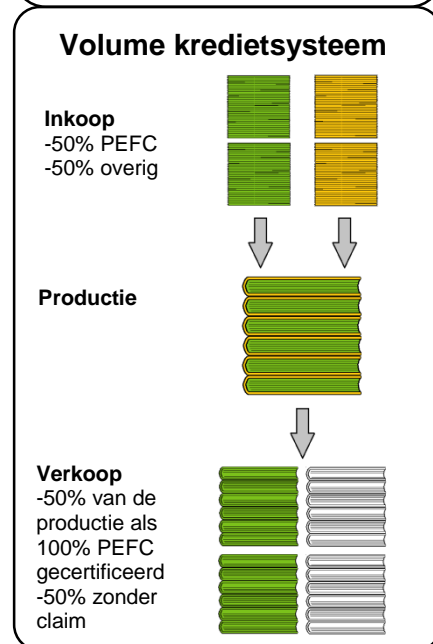 Volume kredietsysteem
Inkoop
-50% PEFC
-50% overig
Productie
Verkoop
-50% van de
productie als
100% PEFC
gecertificeerd
-50% zonder
claim